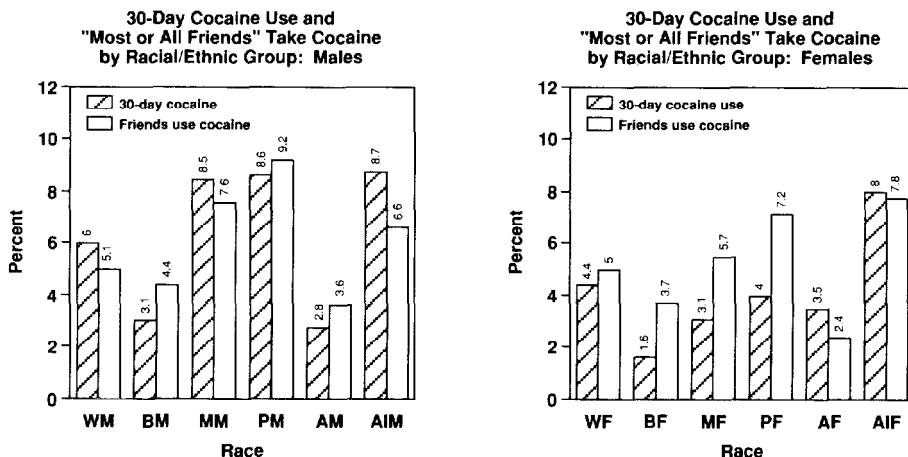 30-Day Cocaine Use and
"Most or All Friends" Take Cocaine
by Racial/Ethnic Group: Males
12
10
8
6
4
2
0
Percent
30-day cocaine
Friends use cocaine
6
5.1
3.1
4.4
8.5
7.6
8.6
9.2
2.8
3.6
8.7
6.6
WM BM MM PM AM AIM
Race
30-Day Cocaine Use and
"Most or All Friends" Take Cocaine
by Racial/Ethnic Group: Females
12
10
8
6
4
2
0
Percent
30-day cocaine use
Friends use cocaine
4.4
5
1.6
3.7
3.1
5.7
4
7.2
3.5
2.4
8
7.8
WF BF MF PF AF AIF
Race